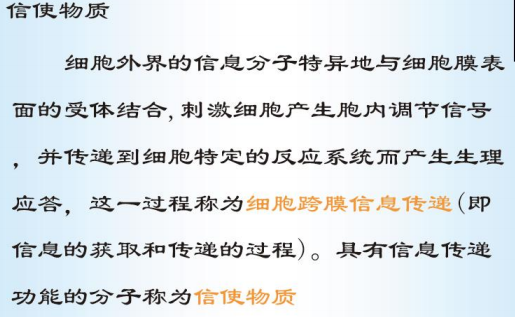 信使物质
细胞外界的信息分子特异地与细胞膜表
面的受体结合,刺激细胞产生胞内调节信号
，并传递到细胞特定的反应系统而产生生理
应答，这一过程称为细胞跨膜信息传递(即
信息的获取和传递的过程)。具有信息传递
功能的分子称为信使物质